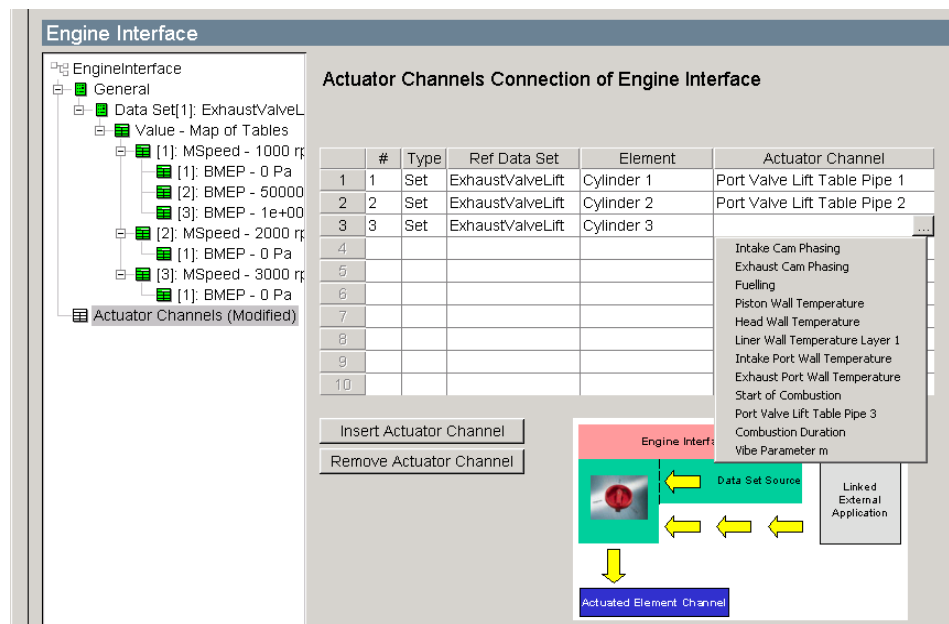 Engine Interface
EngineInterface
General
Data Set[1]: ExhaustValveL
Value - Map of Tables
[1]: MSpeed - 1000 rp
[1]: BMEP - 0 Pa
[2]: BMEP - 50000
[3]: BMEP - 1e+00
[2]: MSpeed - 2000 rp
[1]: BMEP - 0 Pa
[3]: MSpeed - 3000 rp
[1]: BMEP - 0 Pa
Actuator Channels (Modified)
Actuator Channels Connection of Engine Interface
# Type Ref Data Set Element Actuator Channel
1 1 Set ExhaustValveLift Cylinder 1 Port Valve Lift Table Pipe 1
2 2 Set ExhaustValveLift Cylinder 2 Port Valve Lift Table Pipe 2
3 3 Set ExhaustValveLift Cylinder 3 ...
4
5
6
7
8
9
10
Intake Cam Phasing
Exhaust Cam Phasing
Fuelling
Piston Wall Temperature
Head Wall Temperature
Liner Wall Temperature Layer 1
Intake Port Wall Temperature
Exhaust Port Wall Temperature
Start of Combustion
Port Valve Lift Table Pipe 3
Combustion Duration
Vibe Parameter m
Insert Actuator Channel
Remove Actuator Channel
Engine Interf
Data Set Source
Linked
External
Application
Actuated Element Channel